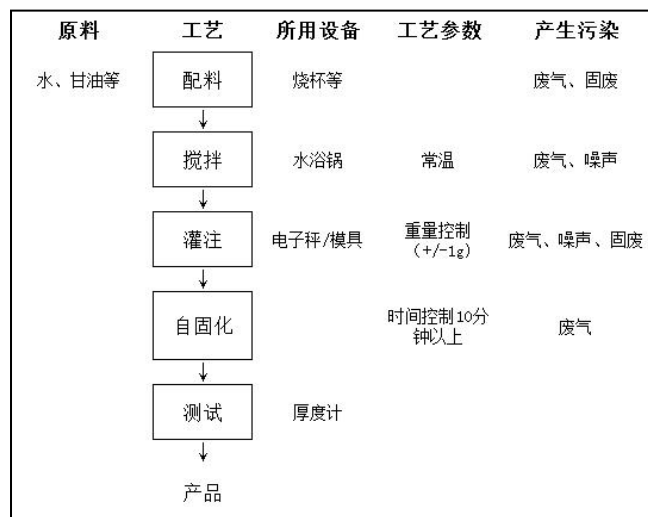 原料 工艺 所用设备 工艺参数 产生污染
水、甘油等 配料 烧杯等 废气、固废
搅拌 水浴锅 常温 废气、噪声
灌注 电子秤/模具 重量控制 废气、噪声、固废
（+/-1g）
自固化 时间控制10分 废气
钟以上
测试 厚度计
产品